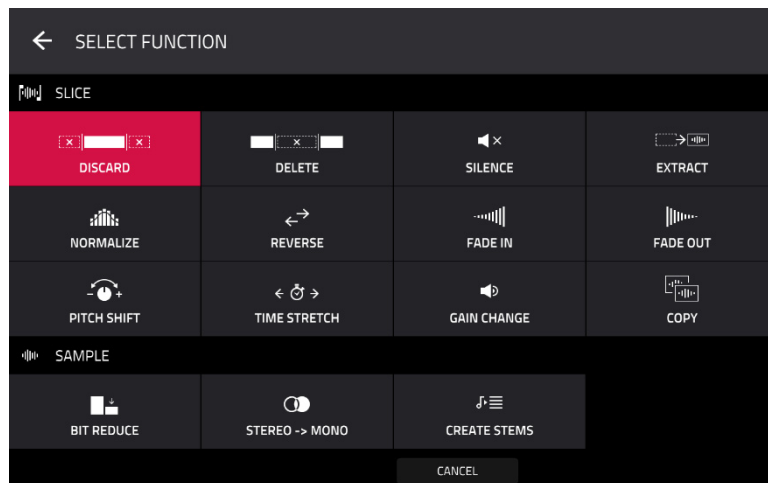 SELECT FUNCTION
SLICE
DISCARD DELETE SILENCE EXTRACT
NORMALIZE REVERSE FADE IN FADE OUT
PITCH SHIFT TIME STRETCH GAIN CHANGE COPY
SAMPLE
BIT REDUCE STEREO -> MONO CREATE STEMS
CANCEL